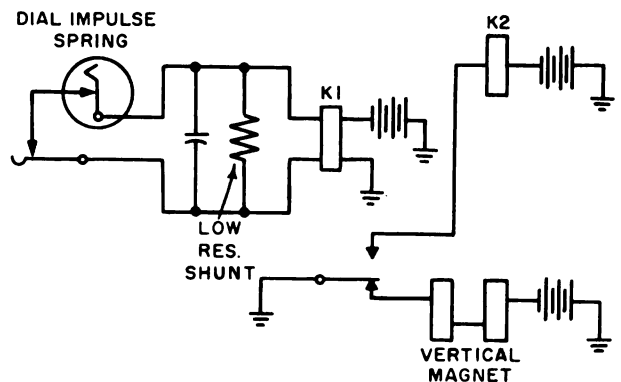 DIAL IMPULSE
SPRING
K2
K1
LOW
RES.
SHUNT
VERTICAL
MAGNET